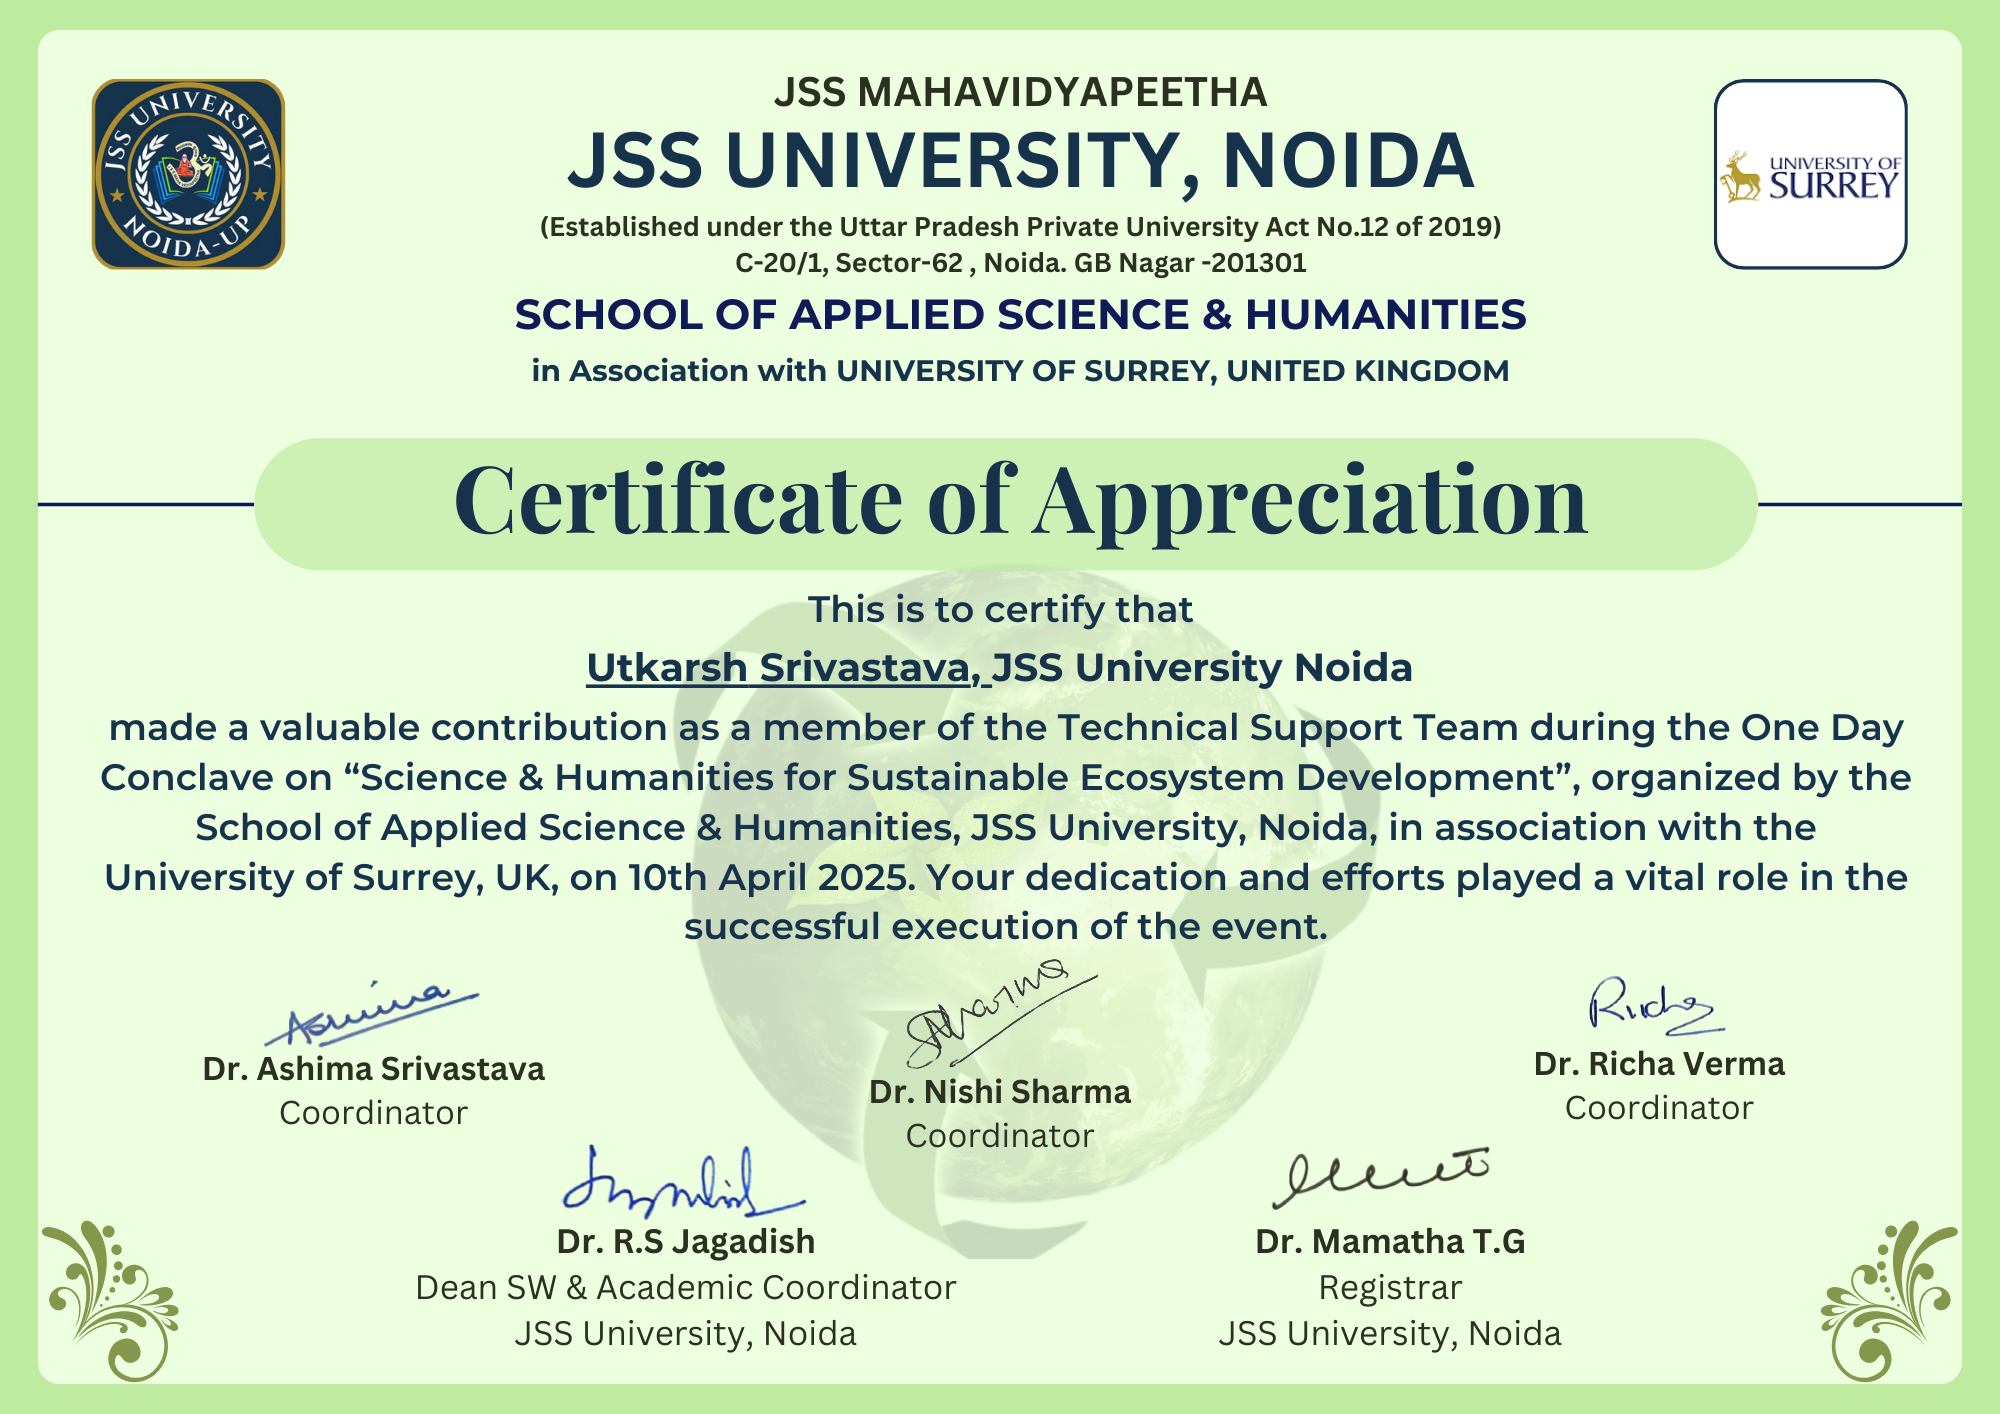 JSS MAHAVIDYAPEETHA
JSS UNIVERSITY, NOIDA
(Established under the Uttar Pradesh Private University Act No.12 of 2019)
C-20/1, Sector-62 , Noida. GB Nagar -201301
SCHOOL OF APPLIED SCIENCE & HUMANITIES
in Association with UNIVERSITY OF SURREY, UNITED KINGDOM
JSS UNIVERSITY
NOIDA-UP
UNIVERSITY OF
SURREY
Certificate of Appreciation
This is to certify that
Utkarsh Srivastava, JSS University Noida
made a valuable contribution as a member of the Technical Support Team during the One Day
Conclave on “Science & Humanities for Sustainable Ecosystem Development”, organized by the
School of Applied Science & Humanities, JSS University, Noida, in association with the
University of Surrey, UK, on 10th April 2025. Your dedication and efforts played a vital role in the
successful execution of the event.
Ashima
Dr. Ashima Srivastava
Coordinator
Sharma
Dr. Nishi Sharma
Coordinator
Richa
Dr. Richa Verma
Coordinator
Dr. R.S Jagadish
Dean SW & Academic Coordinator
JSS University, Noida
Dr. Mamatha T.G
Registrar
JSS University, Noida